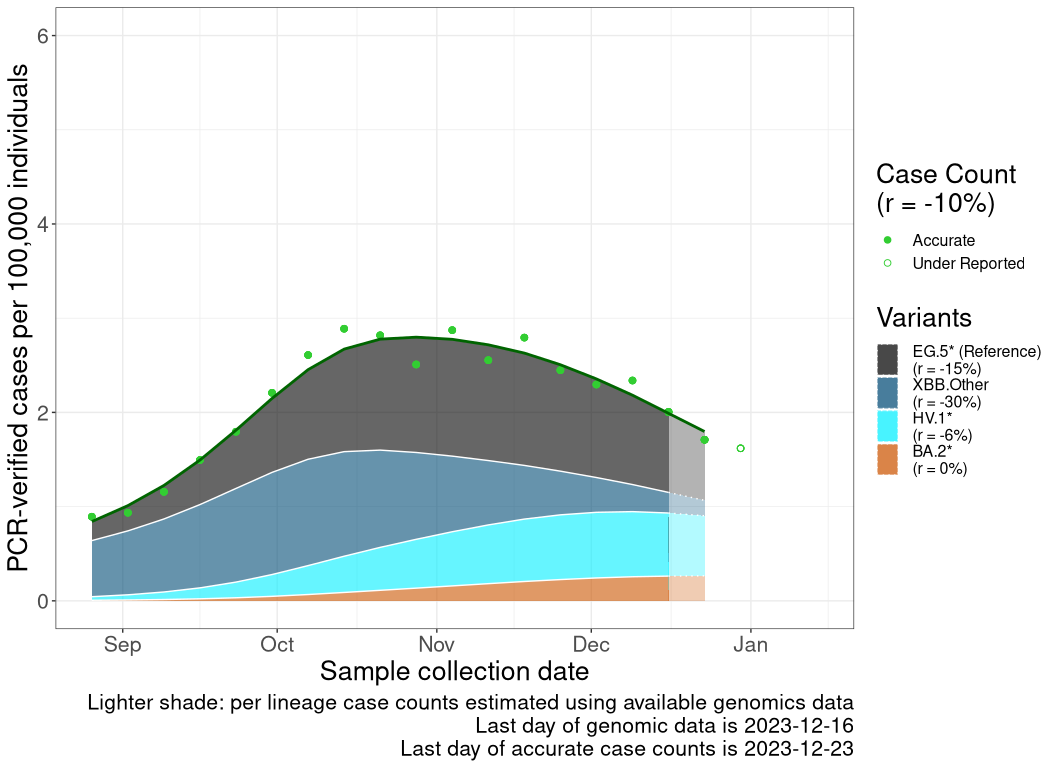 PCR-verified cases per 100,000 individuals
6
4
2
0
Sep
Oct
Nov
Dec
Jan
Sample collection date
Lighter shade: per lineage case counts estimated using available genomics data
Last day of genomic data is 2023-12-16
Last day of accurate case counts is 2023-12-23
Case Count
(r = -10%)
Accurate
Under Reported
Variants
EG.5* (Reference)
(r = -15%)
XBB.Other
(r = -30%)
HV.1*
(r = -6%)
BA.2*
(r = 0%)